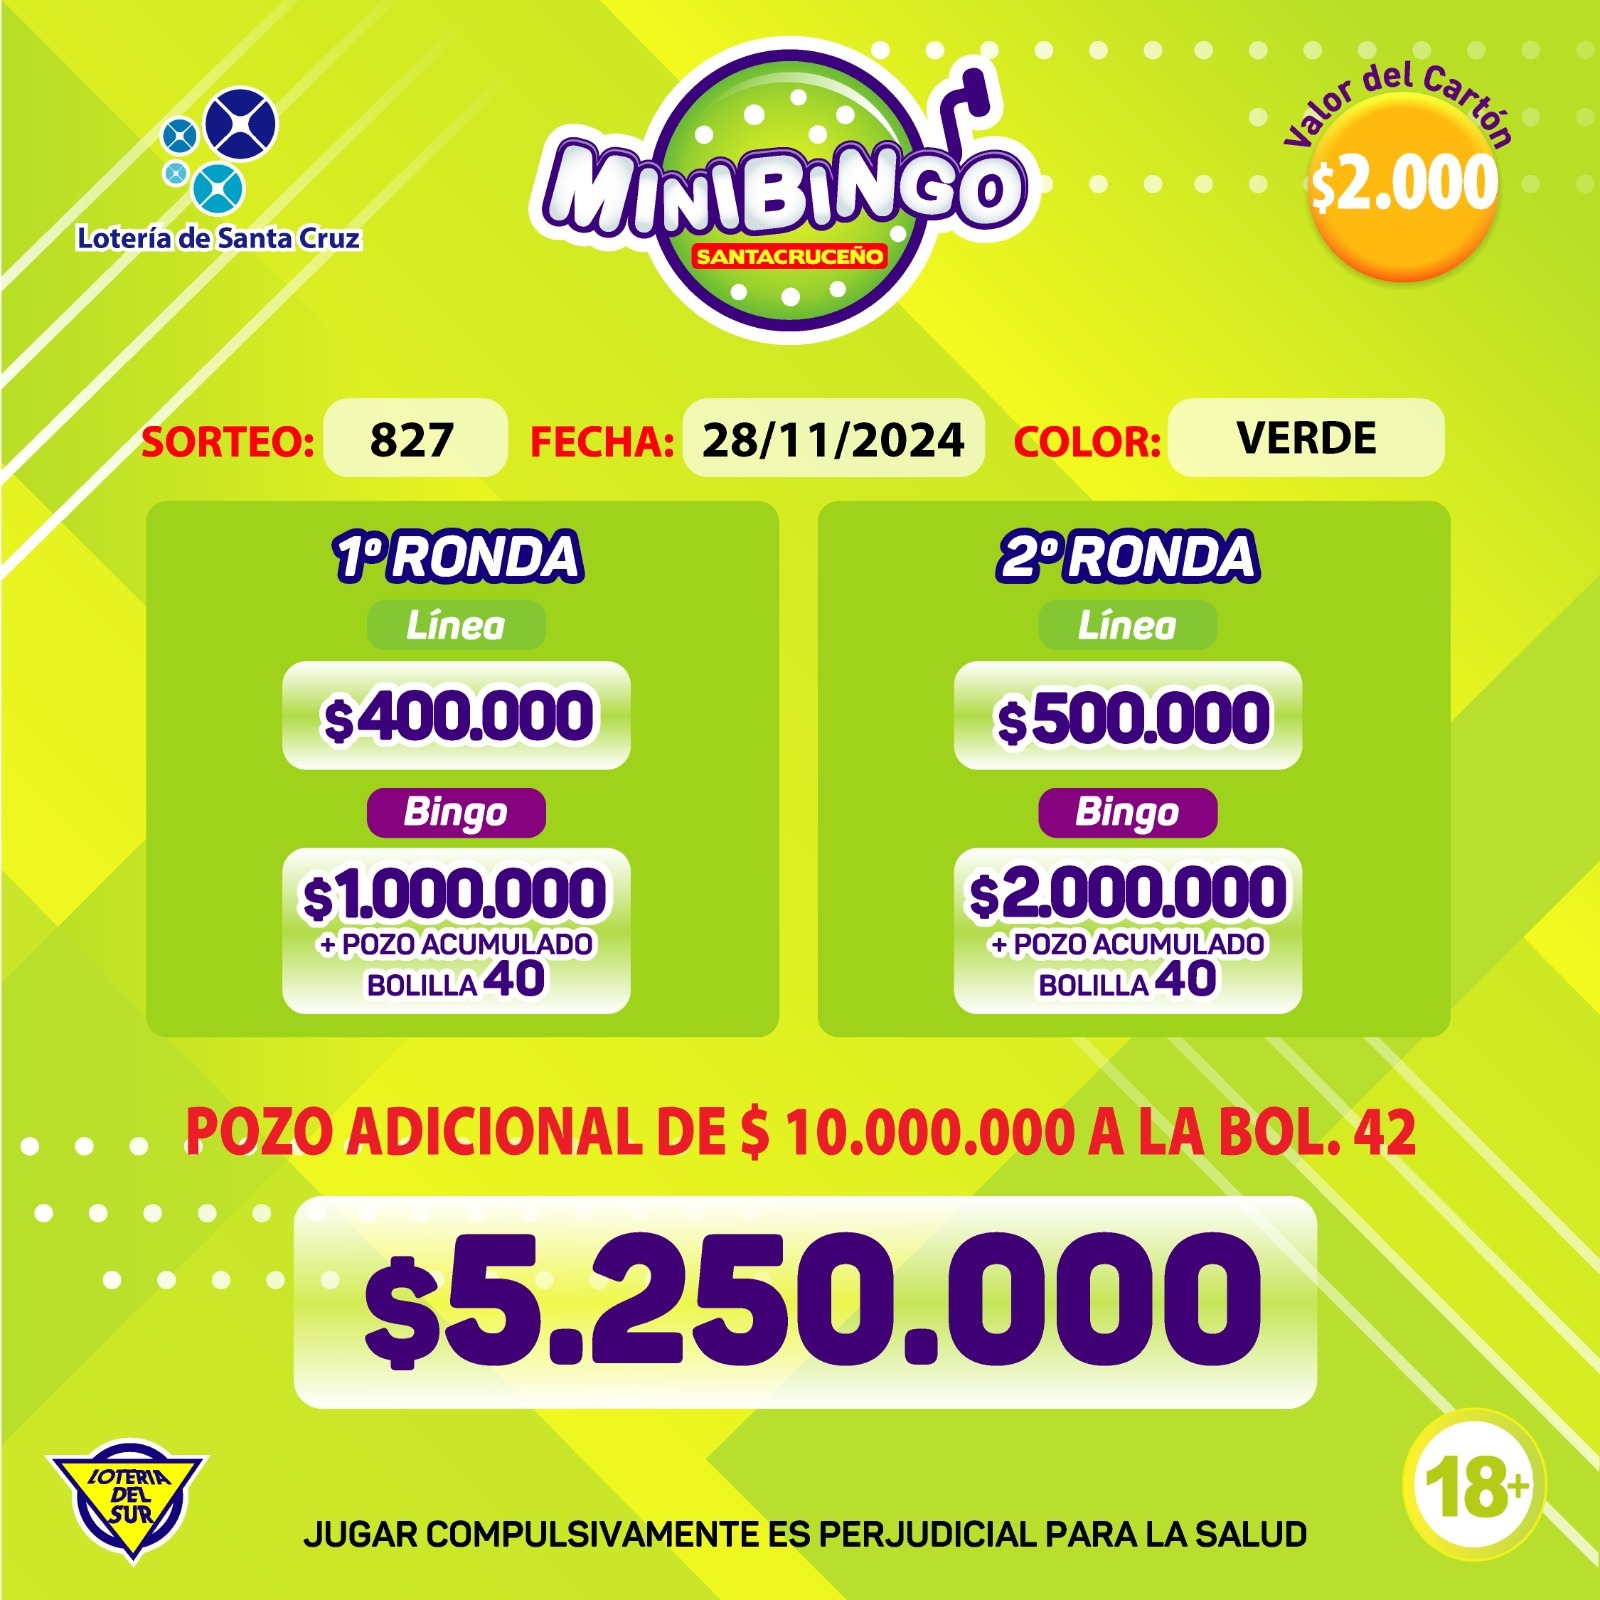 Lotería de Santa Cruz
MINIBINGO
SANTACRUCEÑO
Valor del Cartón
$2.000
SORTEO: 827 FECHA: 28/11/2024 COLOR: VERDE
1º RONDA
Línea
$400.000
Bingo
$1.000.000
+ POZO ACUMULADO
BOLILLA 40
2º RONDA
Línea
$500.000
Bingo
$2.000.000
+ POZO ACUMULADO
BOLILLA 40
POZO ADICIONAL DE $ 10.000.000 A LA BOL. 42
$5.250.000
LOTERIA
DEL
SUR
JUGAR COMPULSIVAMENTE ES PERJUDICIAL PARA LA SALUD
18+